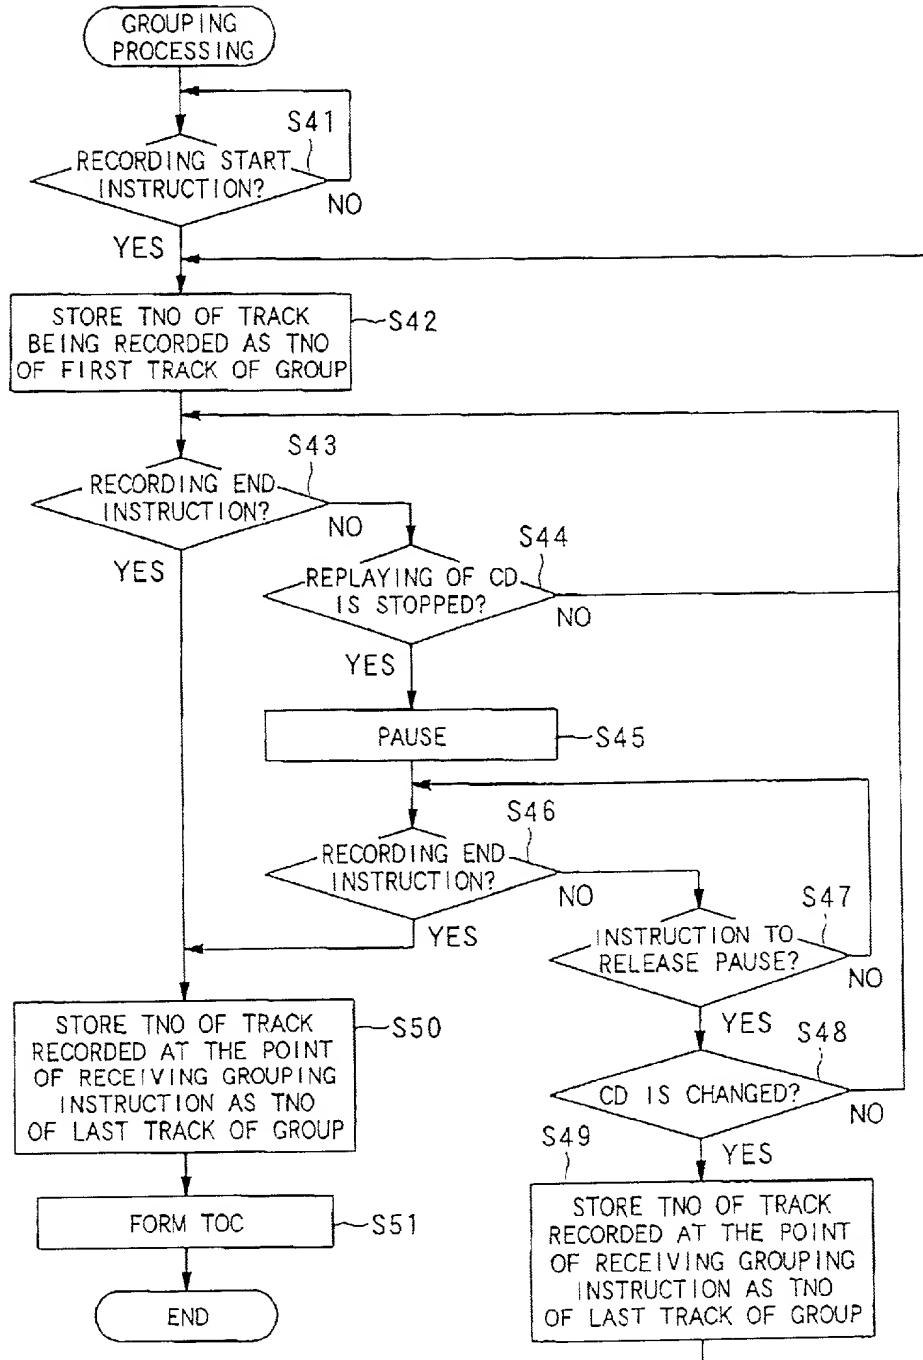 GROUPING
PROCESSING
S41
RECORDING START
INSTRUCTION?
NO
YES
STORE TNO OF TRACK
BEING RECORDED AS TNO
OF FIRST TRACK OF GROUP
S42
S43
RECORDING END
INSTRUCTION?
NO
YES
S44
REPLAYING OF CD
IS STOPPED?
NO
YES
PAUSE
S45
S46
RECORDING END
INSTRUCTION?
NO
YES
S47
INSTRUCTION TO
RELEASE PAUSE?
NO
YES
S48
CD IS CHANGED?
NO
YES
S49
STORE TNO OF TRACK
RECORDED AT THE POINT
OF RECEIVING GROUPING
INSTRUCTION AS TNO
OF LAST TRACK OF GROUP
STORE TNO OF TRACK
RECORDED AT THE POINT
OF RECEIVING GROUPING
INSTRUCTION AS TNO
OF LAST TRACK OF GROUP
S50
FORM TOC
S51
END